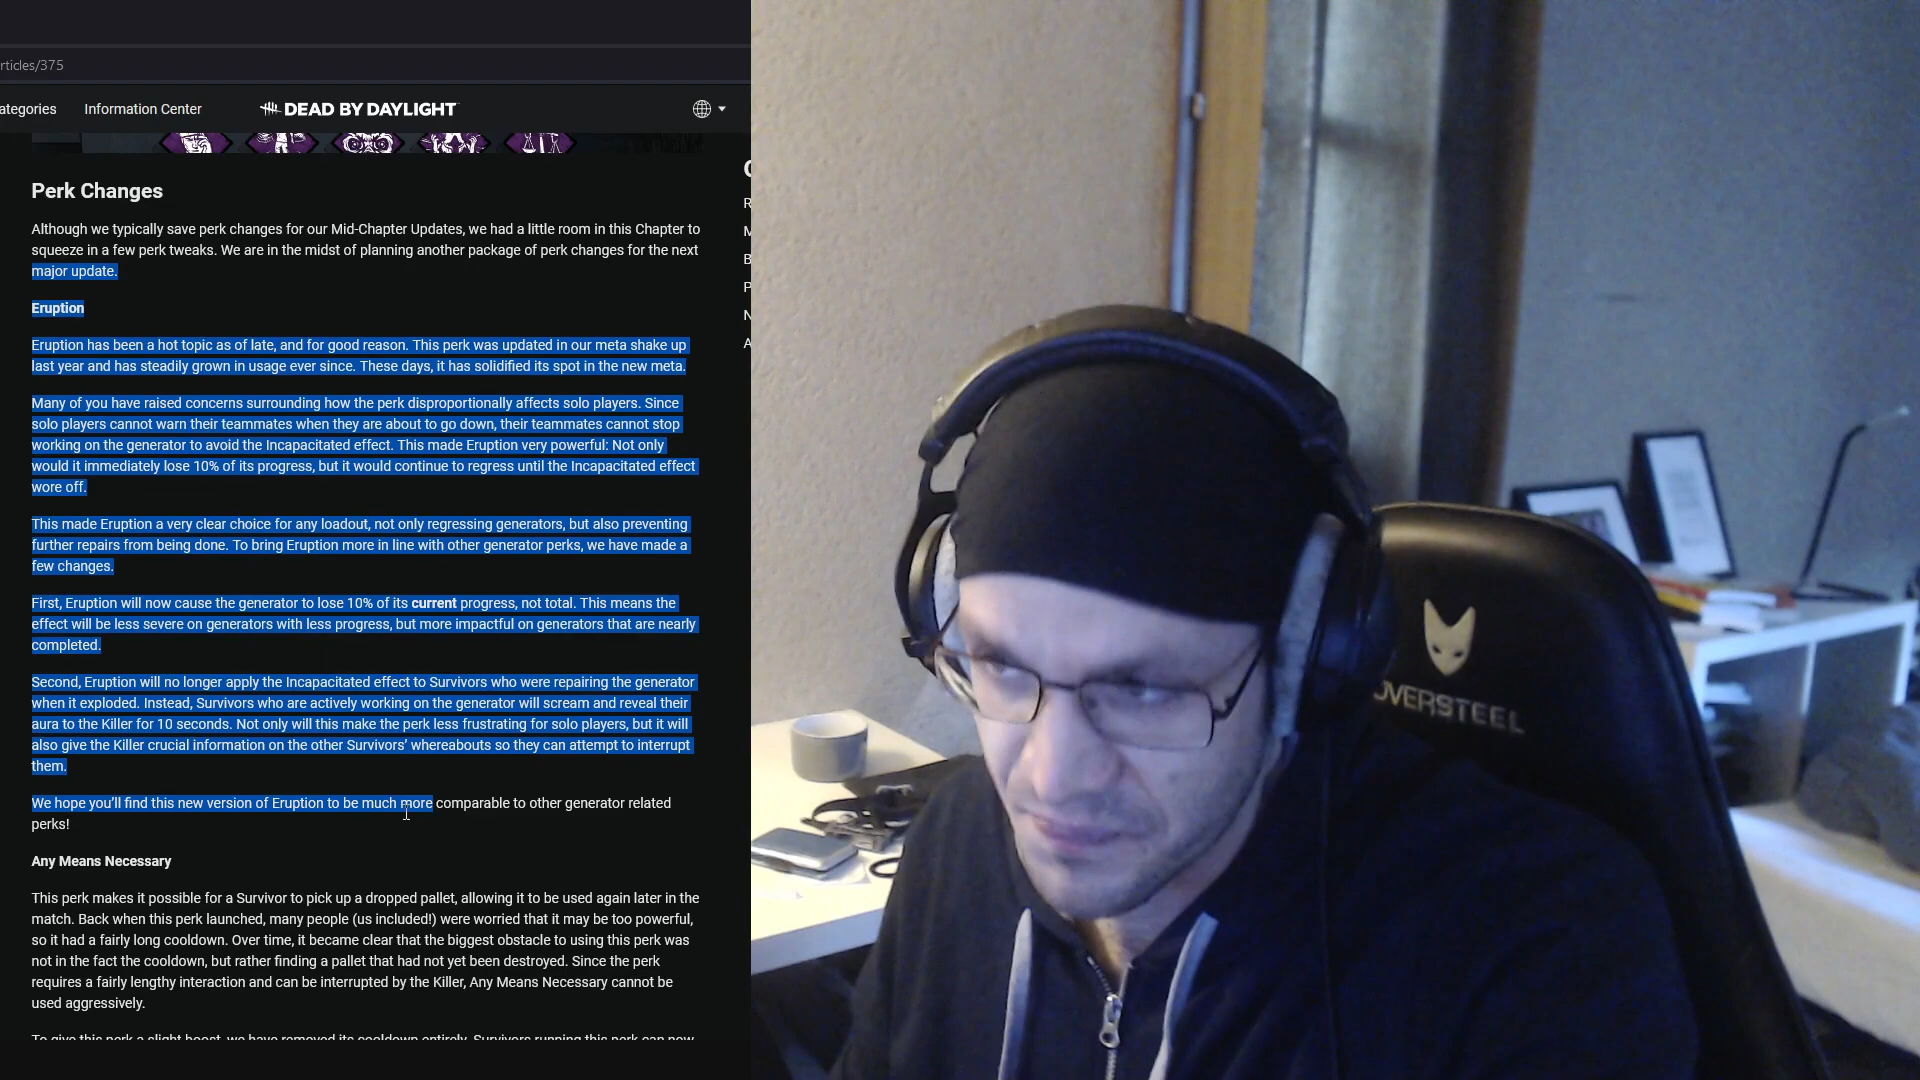 rticles/375
ategories
Information Center
DEAD BY DAYLIGHT
Perk Changes
Although we typically save perk changes for our Mid-Chapter Updates, we had a little room in this Chapter to
squeeze in a few perk tweaks. We are in the midst of planning another package of perk changes for the next
major update.
Eruption
Eruption has been a hot topic as of late, and for good reason. This perk was updated in our meta shake up
last year and has steadily grown in usage ever since. These days, it has solidified its spot in the new meta.
Many of you have raised concerns surrounding how the perk disproportionally affects solo players. Since
solo players cannot warn their teammates when they are about to go down, their teammates cannot stop
working on the generator to avoid the Incapacitated effect. This made Eruption very powerful: Not only
would it immediately lose 10% of its progress, but it would continue to regress until the Incapacitated effect
wore off.
This made Eruption a very clear choice for any loadout, not only regressing generators, but also preventing
further repairs from being done. To bring Eruption more in line with other generator perks, we have made a
few changes.
First, Eruption will now cause the generator to lose 10% of its current progress, not total. This means the
effect will be less severe on generators with less progress, but more impactful on generators that are nearly
completed.
Second, Eruption will no longer apply the Incapacitated effect to Survivors who were repairing the generator
when it exploded. Instead, Survivors who are actively working on the generator will scream and reveal their
aura to the Killer for 10 seconds. Not only will this make the perk less frustrating for solo players, but it will
also give the Killer crucial information on the other Survivors' whereabouts so they can attempt to interrupt
them.
We hope you'll find this new version of Eruption to be much more comparable to other generator related
perks!
Any Means Necessary
This perk makes it possible for a Survivor to pick up a dropped pallet, allowing it to be used again later in the
match. Back when this perk launched, many people (us included!) were worried that it may be too powerful,
so it had a fairly long cooldown. Over time, it became clear that the biggest obstacle to using this perk was
not in the fact the cooldown, but rather finding a pallet that had not yet been destroyed. Since the perk
requires a fairly lengthy interaction and can be interrupted by the Killer, Any Means Necessary cannot be
used aggressively.
To give this perk a slight boost, we have removed its cooldown entirely. Survivors running this perk can now
R
M
B
P
N
A
OVERSTEEL